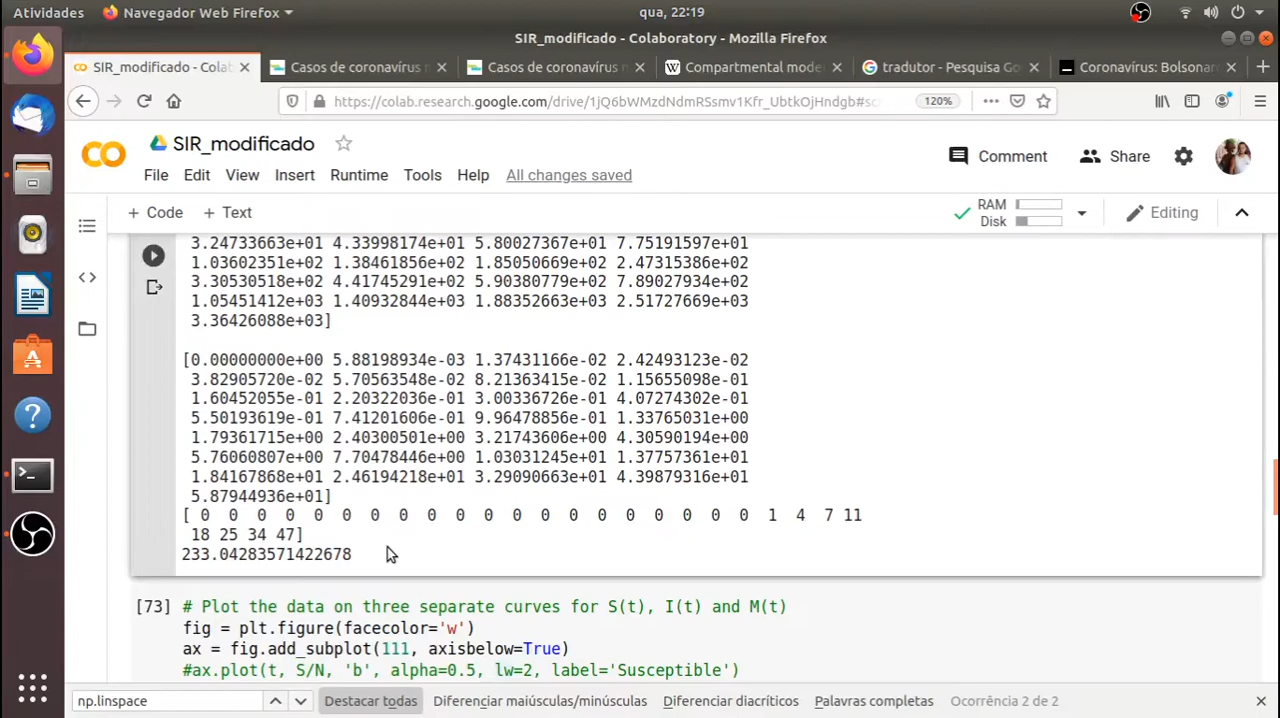 Atividades
Navegador Web Firefox
qua, 22:19
SIR_modificado - Colaboratory - Mozilla Firefox
SIR_modificado - Colab
Casos de coronavírus n
Casos de coronavírus n
Compartmental mode
tradutor - Pesquisa Go
Coronavírus: Bolsonar
https://colab.research.google.com/drive/1jQ6bWMzdNdmRSsmv1Kfr_UbtkOjHndgb#sc
120%
SIR_modificado
Comment
Share
File Edit View Insert Runtime Tools Help All changes saved
+ Code + Text
RAM
Disk
Editing
3.24733663e+01 4.33998174e+01 5.80027367e+01 7.75191597e+01
1.03602351e+02 1.38461856e+02 1.85050669e+02 2.47315386e+02
3.30530518e+02 4.41745291e+02 5.90380779e+02 7.89027934e+02
1.05451412e+03 1.40932844e+03 1.88352663e+03 2.51727669e+03
3.36426088e+03]
[0.00000000e+00 5.88198934e-03 1.37431166e-02 2.42493123e-02
3.82905720e-02 5.70563548e-02 8.21363415e-02 1.15655098e-01
1.60452055e-01 2.20322036e-01 3.00336726e-01 4.07274302e-01
5.50193619e-01 7.41201606e-01 9.96478856e-01 1.33765031e+00
1.79361715e+00 2.40300501e+00 3.21743606e+00 4.30590194e+00
5.76060807e+00 7.70478446e+00 1.03031245e+01 1.37757361e+01
1.84167868e+01 2.46194218e+01 3.29090663e+01 4.39879316e+01
5.87944936e+01]
[ 0 0 0 0 0 0 0 0 0 0 0 0 0 0 0 0 0 0 0 0 1 4 7 11
18 25 34 47]
233.04283571422678
[73] # Plot the data on three separate curves for S(t), I(t) and M(t)
fig = plt.figure(facecolor='w')
ax = fig.add_subplot(111, axisbelow=True)
#ax.plot(t, S/N, 'b', alpha=0.5, lw=2, label='Susceptible')
np.linspace
Destacar todas
Diferenciar maiúsculas/minúsculas
Diferenciar diacríticos
Palavras completas
Ocorrência 2 de 2